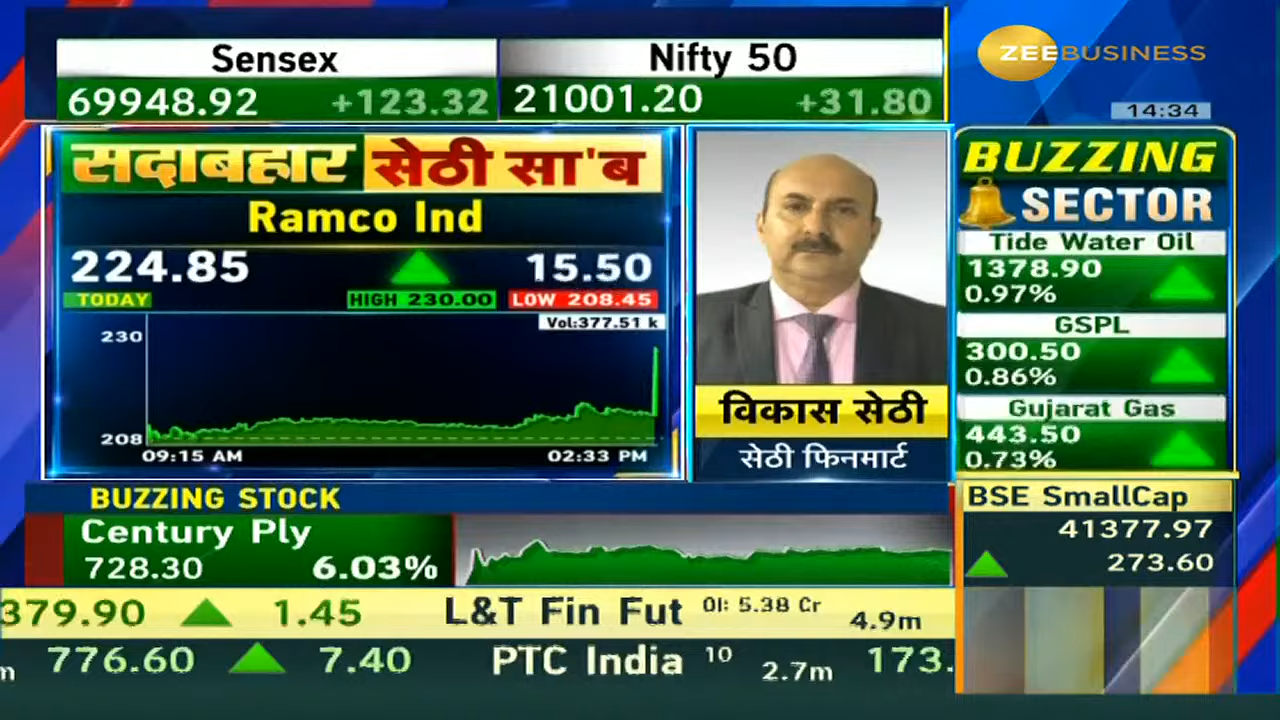 Sensex
69948.92 +123.32
Nifty 50
21001.20 +31.80
ZEEBUSINESS
14:34
सदाबहार सेठी सा'ब
Ramco Ind
224.85 15.50
TODAY HIGH 230.00 LOW 208.45
Vol:377.51 k
230
208
09:15 AM 02:33 PM
विकास सेठी
सेठी फिनमार्ट
BUZZING
SECTOR
Tide Water Oil
1378.90
0.97%
GSPL
300.50
0.86%
Gujarat Gas
443.50
0.73%
BUZZING STOCK
Century Ply
728.30 6.03%
BSE SmallCap
41377.97
273.60
379.90 1.45 L&T Fin Fut OI: 5.38 Cr 4.9m
m 776.60 7.40 PTC India 10 2.7m 173.